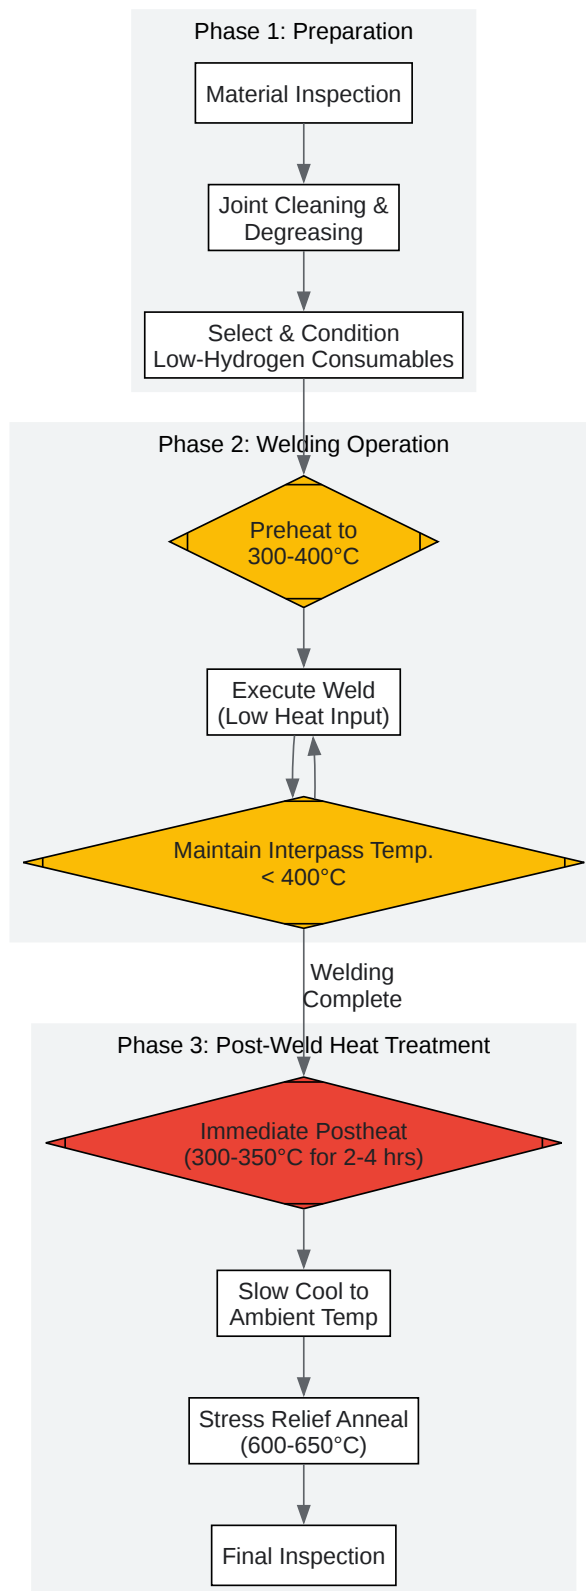 Phase 1: Preparation
Material Inspection
Joint Cleaning &
Degreasing
Select & Condition
Low-Hydrogen Consumables
Phase 2: Welding Operation
Preheat to
300-400°C
Execute Weld
(Low Heat Input)
Maintain Interpass Temp.
< 400°C
Welding
Complete
Phase 3: Post-Weld Heat Treatment
Immediate Postheat
(300-350°C for 2-4 hrs)
Slow Cool to
Ambient Temp
Stress Relief Anneal
(600-650°C)
Final Inspection